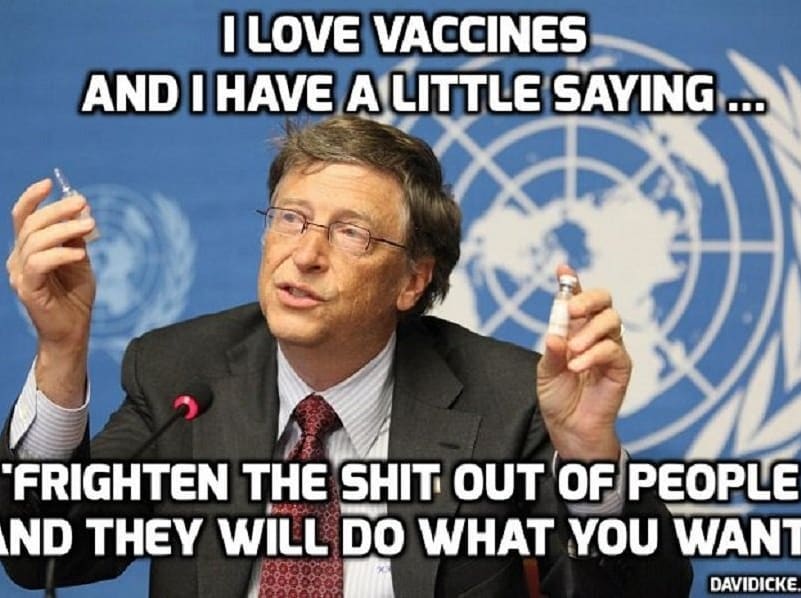 I LOVE VACCINES
AND I HAVE A LITTLE SAYING ...
"FRIGHTEN THE SHIT OUT OF PEOPLE
AND THEY WILL DO WHAT YOU WANT
DAVIDICKE.